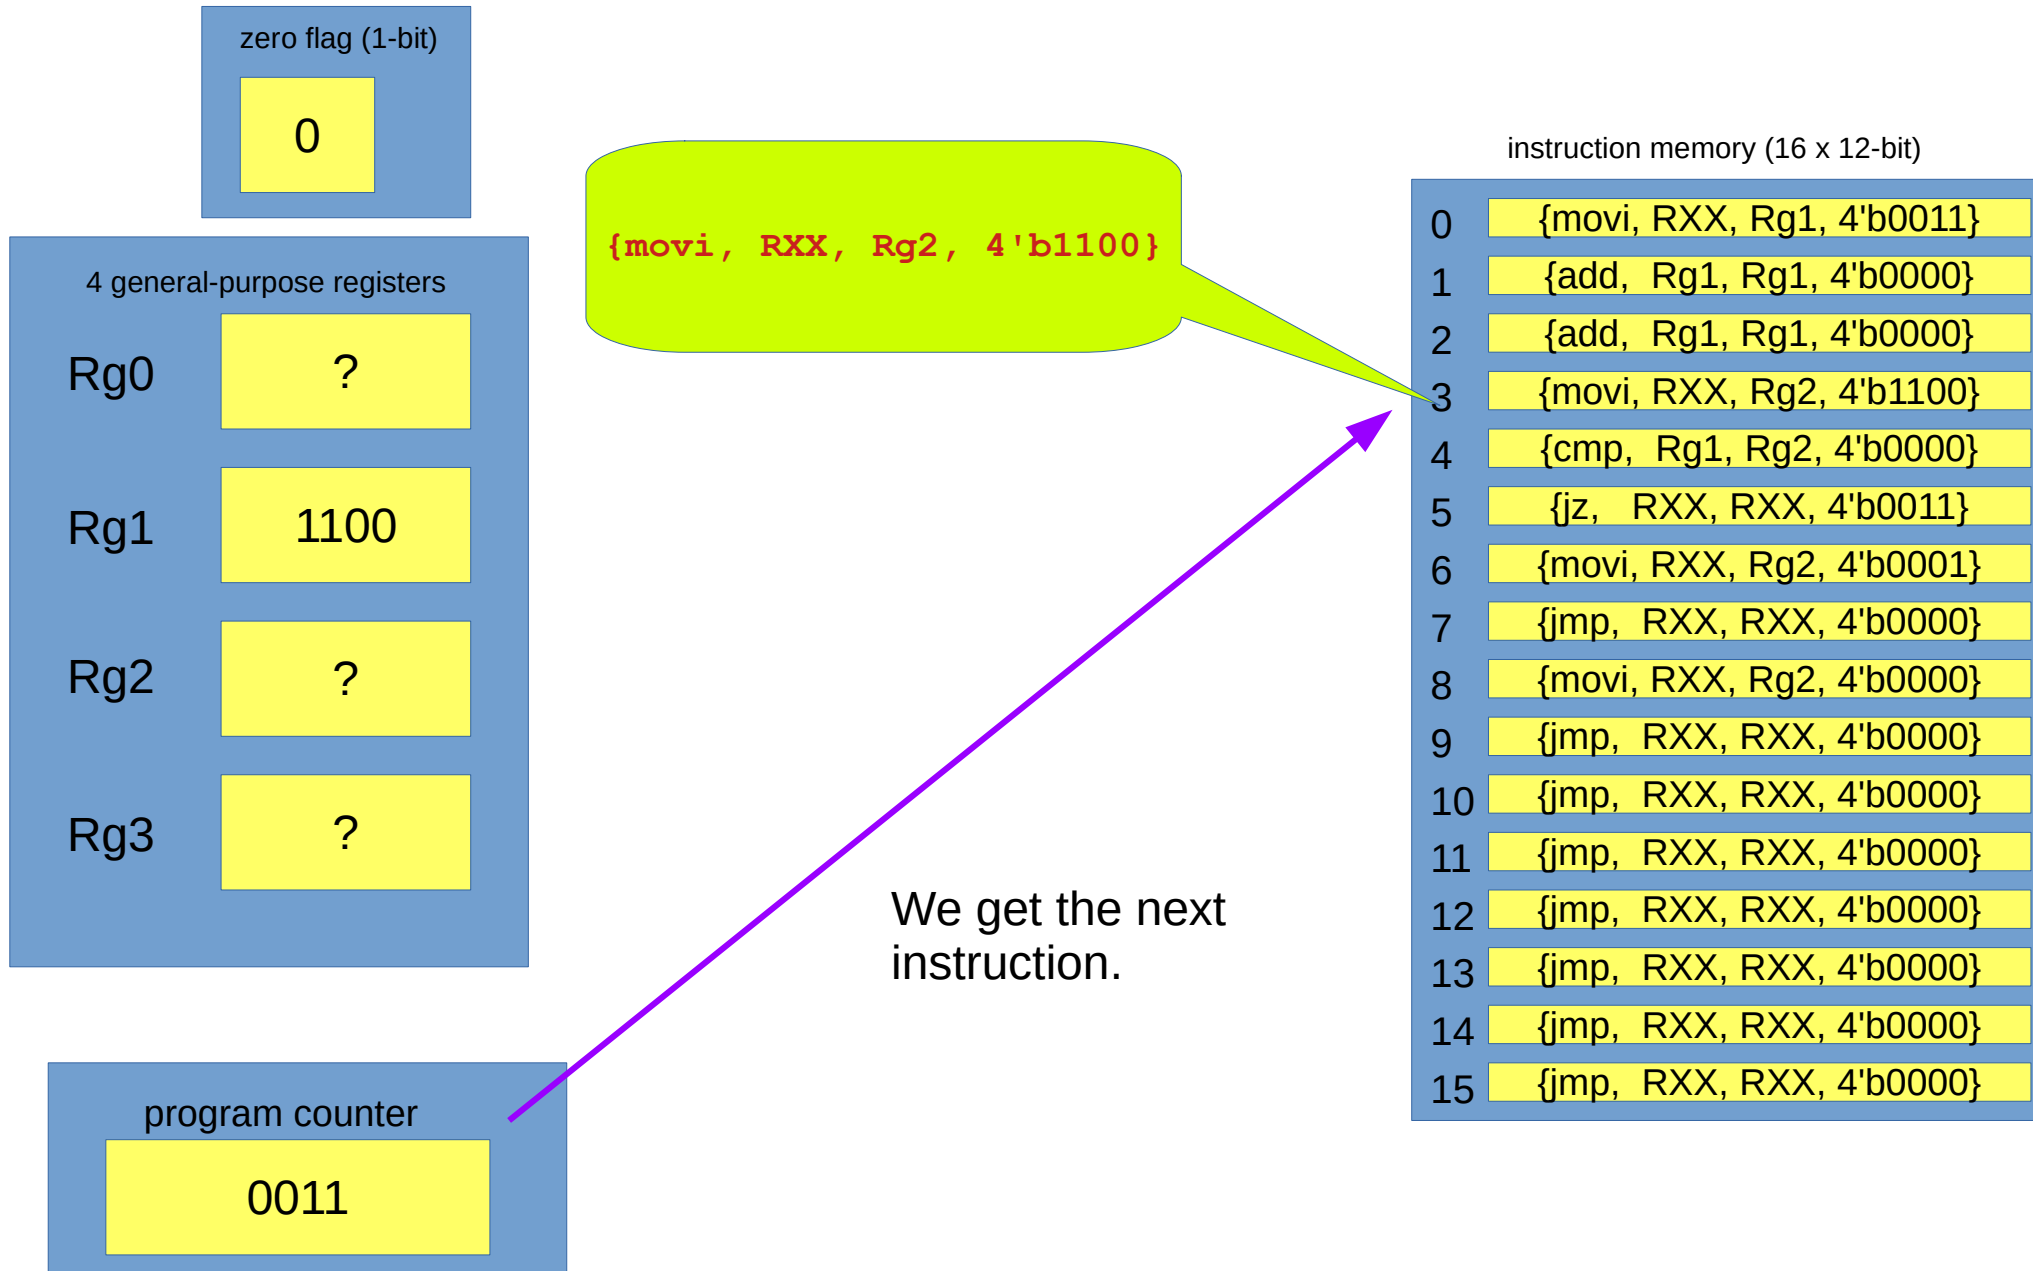 zero flag (1-bit)
0
4 general-purpose registers
Rg0 ?
Rg1 1100
Rg2 ?
Rg3 ?
program counter
0011
{movi, RXX, Rg2, 4'b1100}
We get the next
instruction.
instruction memory (16 x 12-bit)
0 {movi, RXX, Rg1, 4'b0011}
1 {add, Rg1, Rg1, 4'b0000}
2 {add, Rg1, Rg1, 4'b0000}
3 {movi, RXX, Rg2, 4'b1100}
4 {cmp, Rg1, Rg2, 4'b0000}
5 {jz, RXX, RXX, 4'b0011}
6 {movi, RXX, Rg2, 4'b0001}
7 {jmp, RXX, RXX, 4'b0000}
8 {movi, RXX, Rg2, 4'b0000}
9 {jmp, RXX, RXX, 4'b0000}
10 {jmp, RXX, RXX, 4'b0000}
11 {jmp, RXX, RXX, 4'b0000}
12 {jmp, RXX, RXX, 4'b0000}
13 {jmp, RXX, RXX, 4'b0000}
14 {jmp, RXX, RXX, 4'b0000}
15 {jmp, RXX, RXX, 4'b0000}